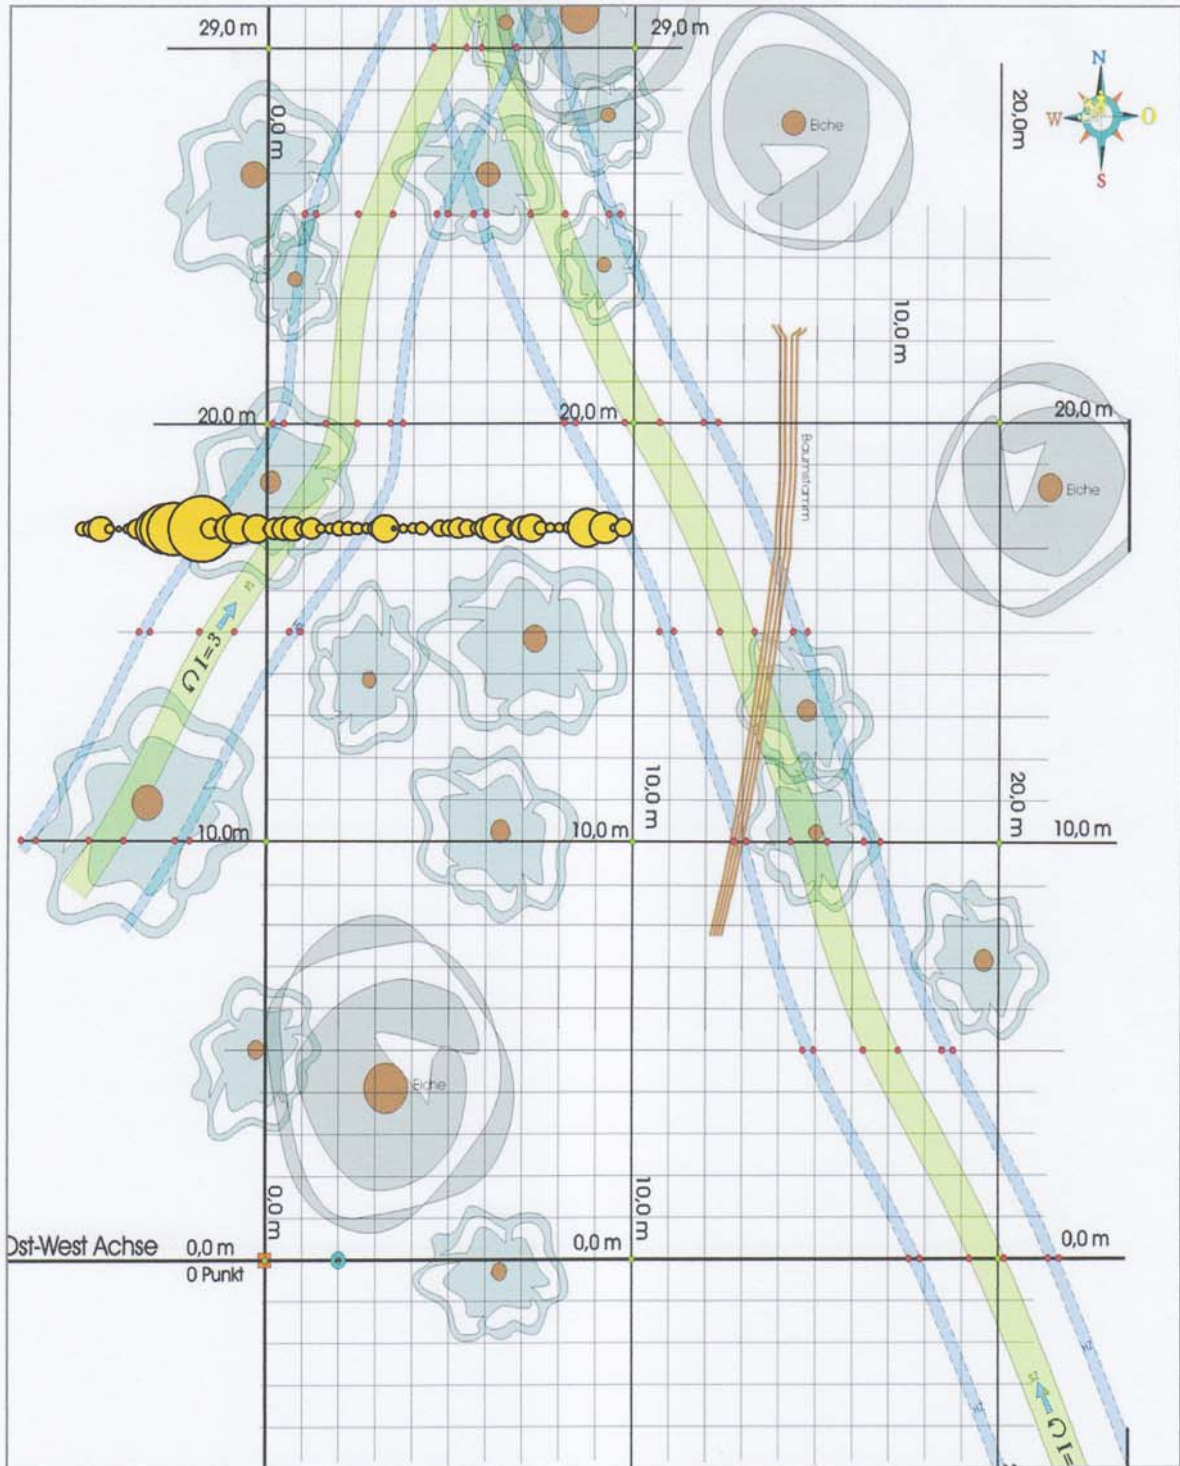 29,0 m
29,0 m
N
W
O
S
0,0 m
Eiche
20,0m
10,0 m
20.0 m
20,0 m
20,0 m
Baumstamm
Eiche
Ω I=3
10,0m
10,0 m
10,0 m
20,0 m
10,0 m
Eiche
0,0 m
10,0 m
Ost-West Achse
0,0 m
0,0 m
0,0 m
0 Punkt
Ω I=